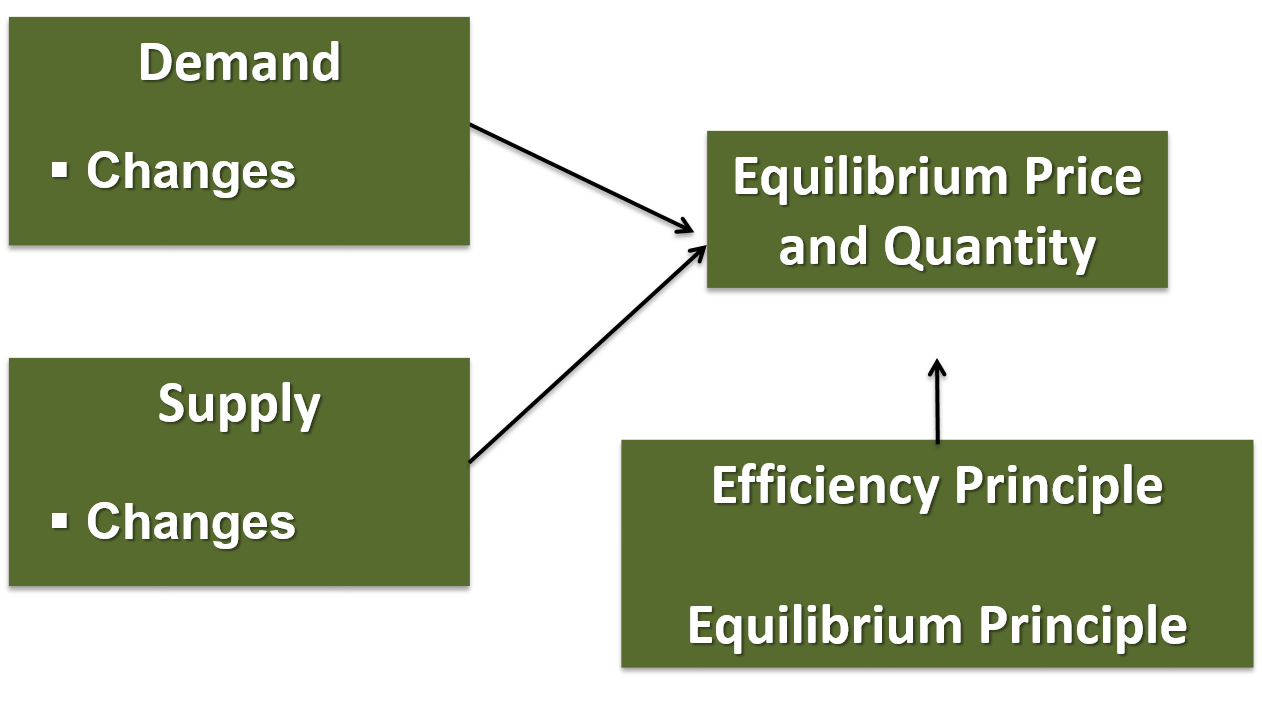 Demand
▪ Changes
Equilibrium Price
and Quantity
Supply
▪ Changes
Efficiency Principle
Equilibrium Principle